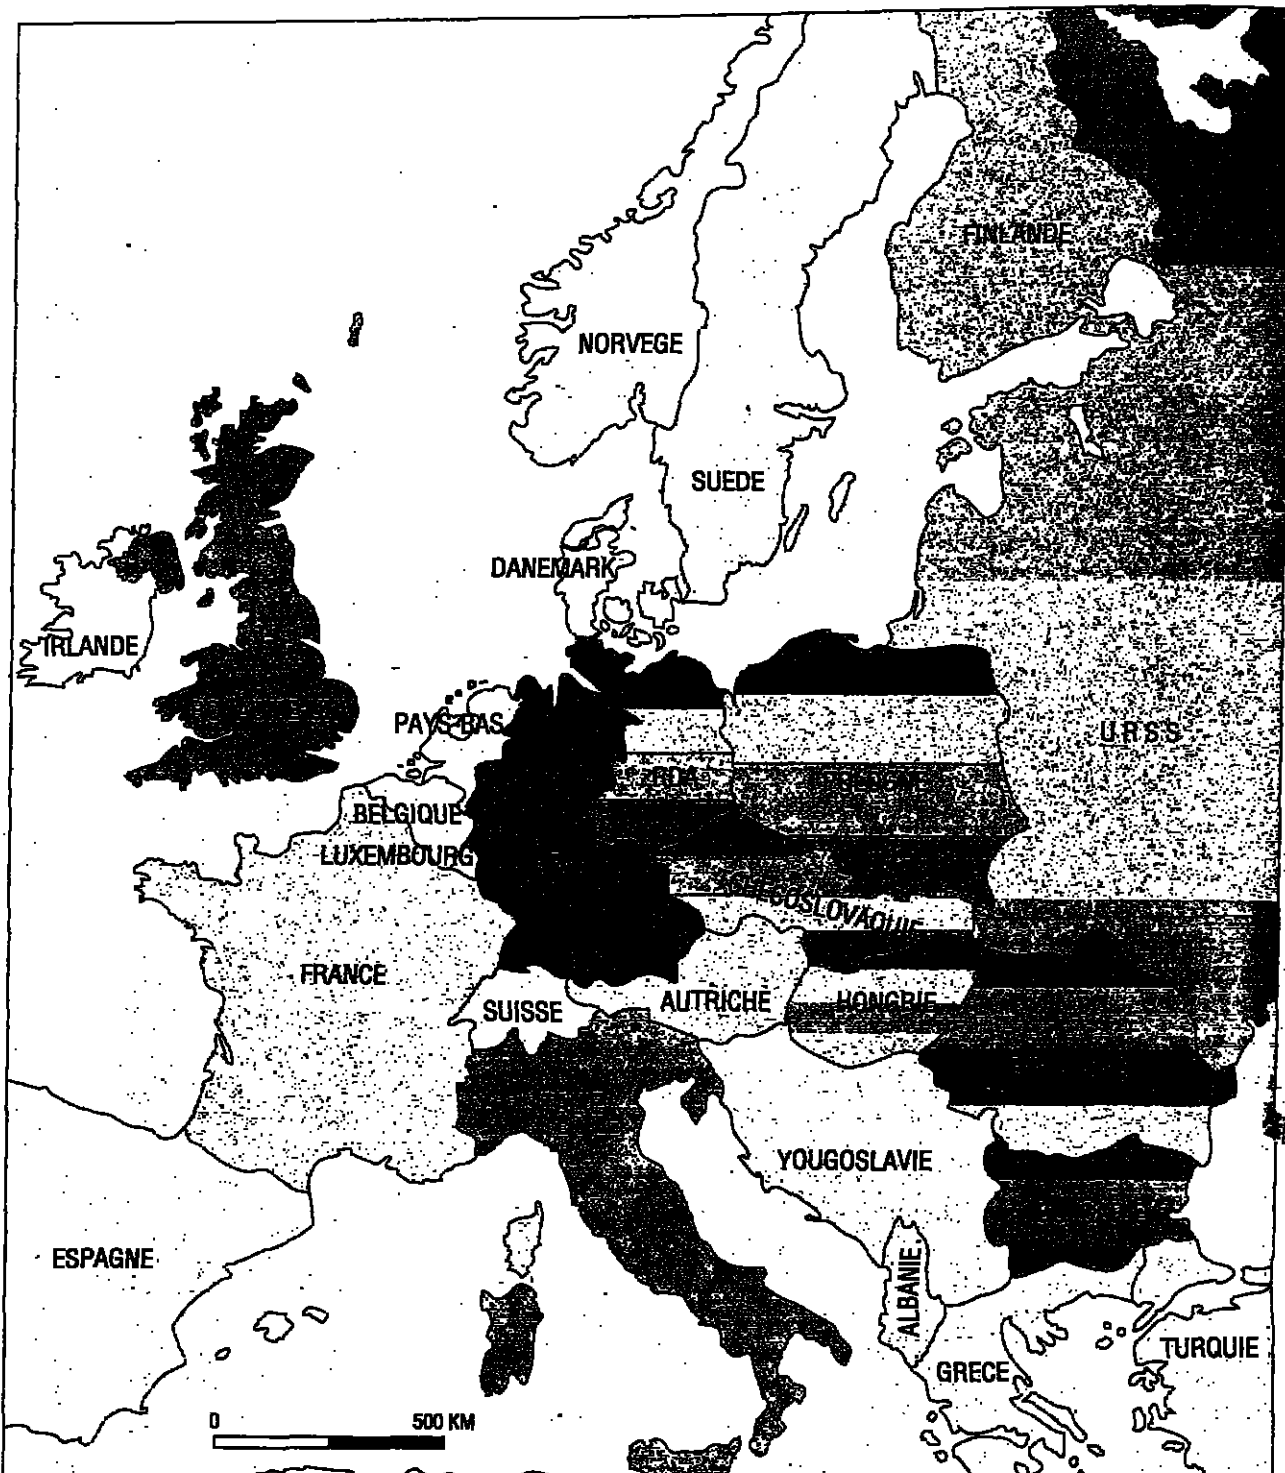 FINLANDE
NORVEGE
SUEDE
DANEMARK
IRLANDE
PAYS-BAS
URSS
RDA
BELGIQUE
LUXEMBOURG
FRANCE
SUISSE
AUTRICHE
HONGRIE
YOUGOSLAVIE
ESPAGNE
ALBANIE
TURQUIE
GRECE
0 500 KM